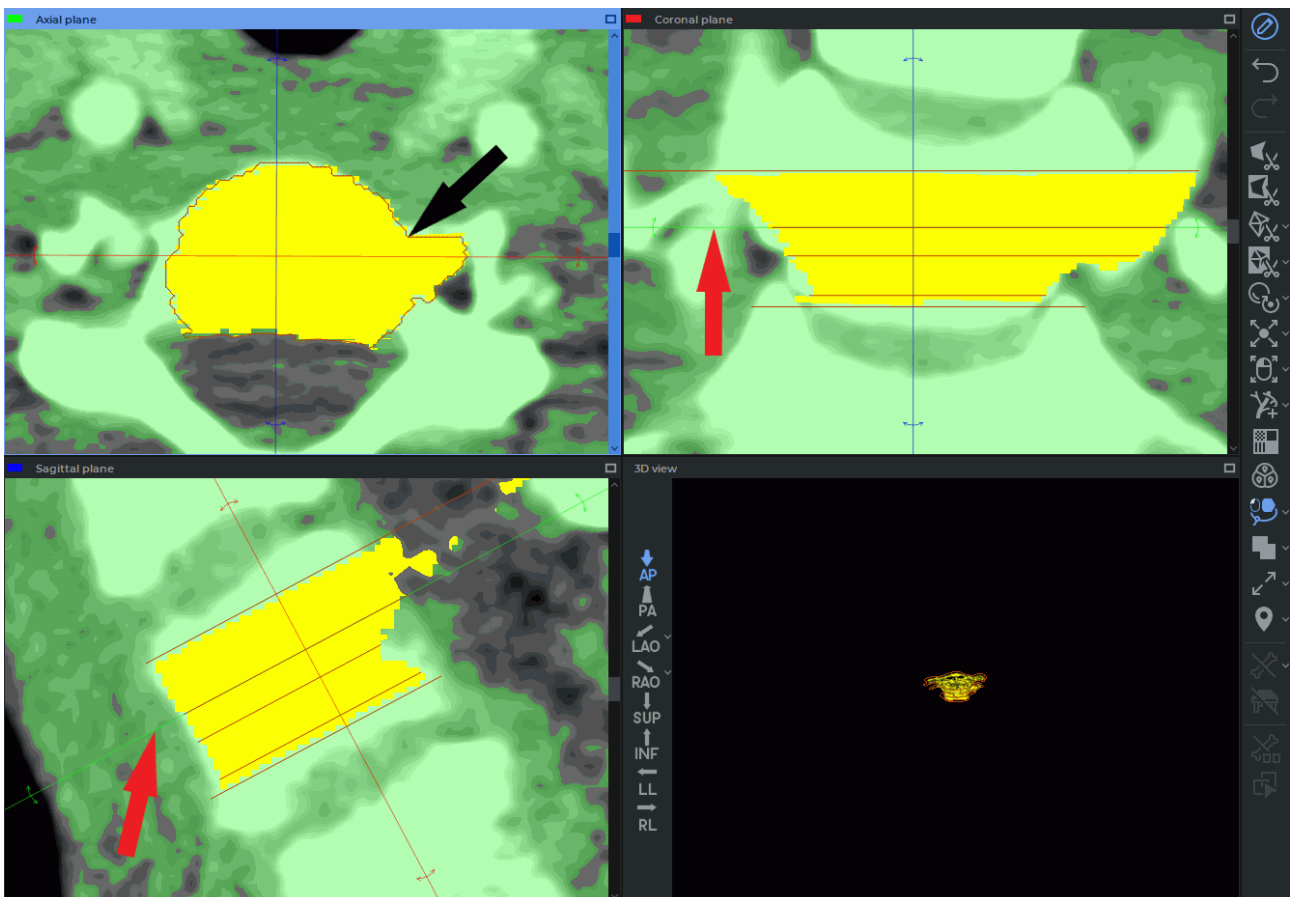 Axial plane
Coronal plane
Sagittal plane
3D view
AP
PA
LAO
RAO
SUP
INF
LL
RL